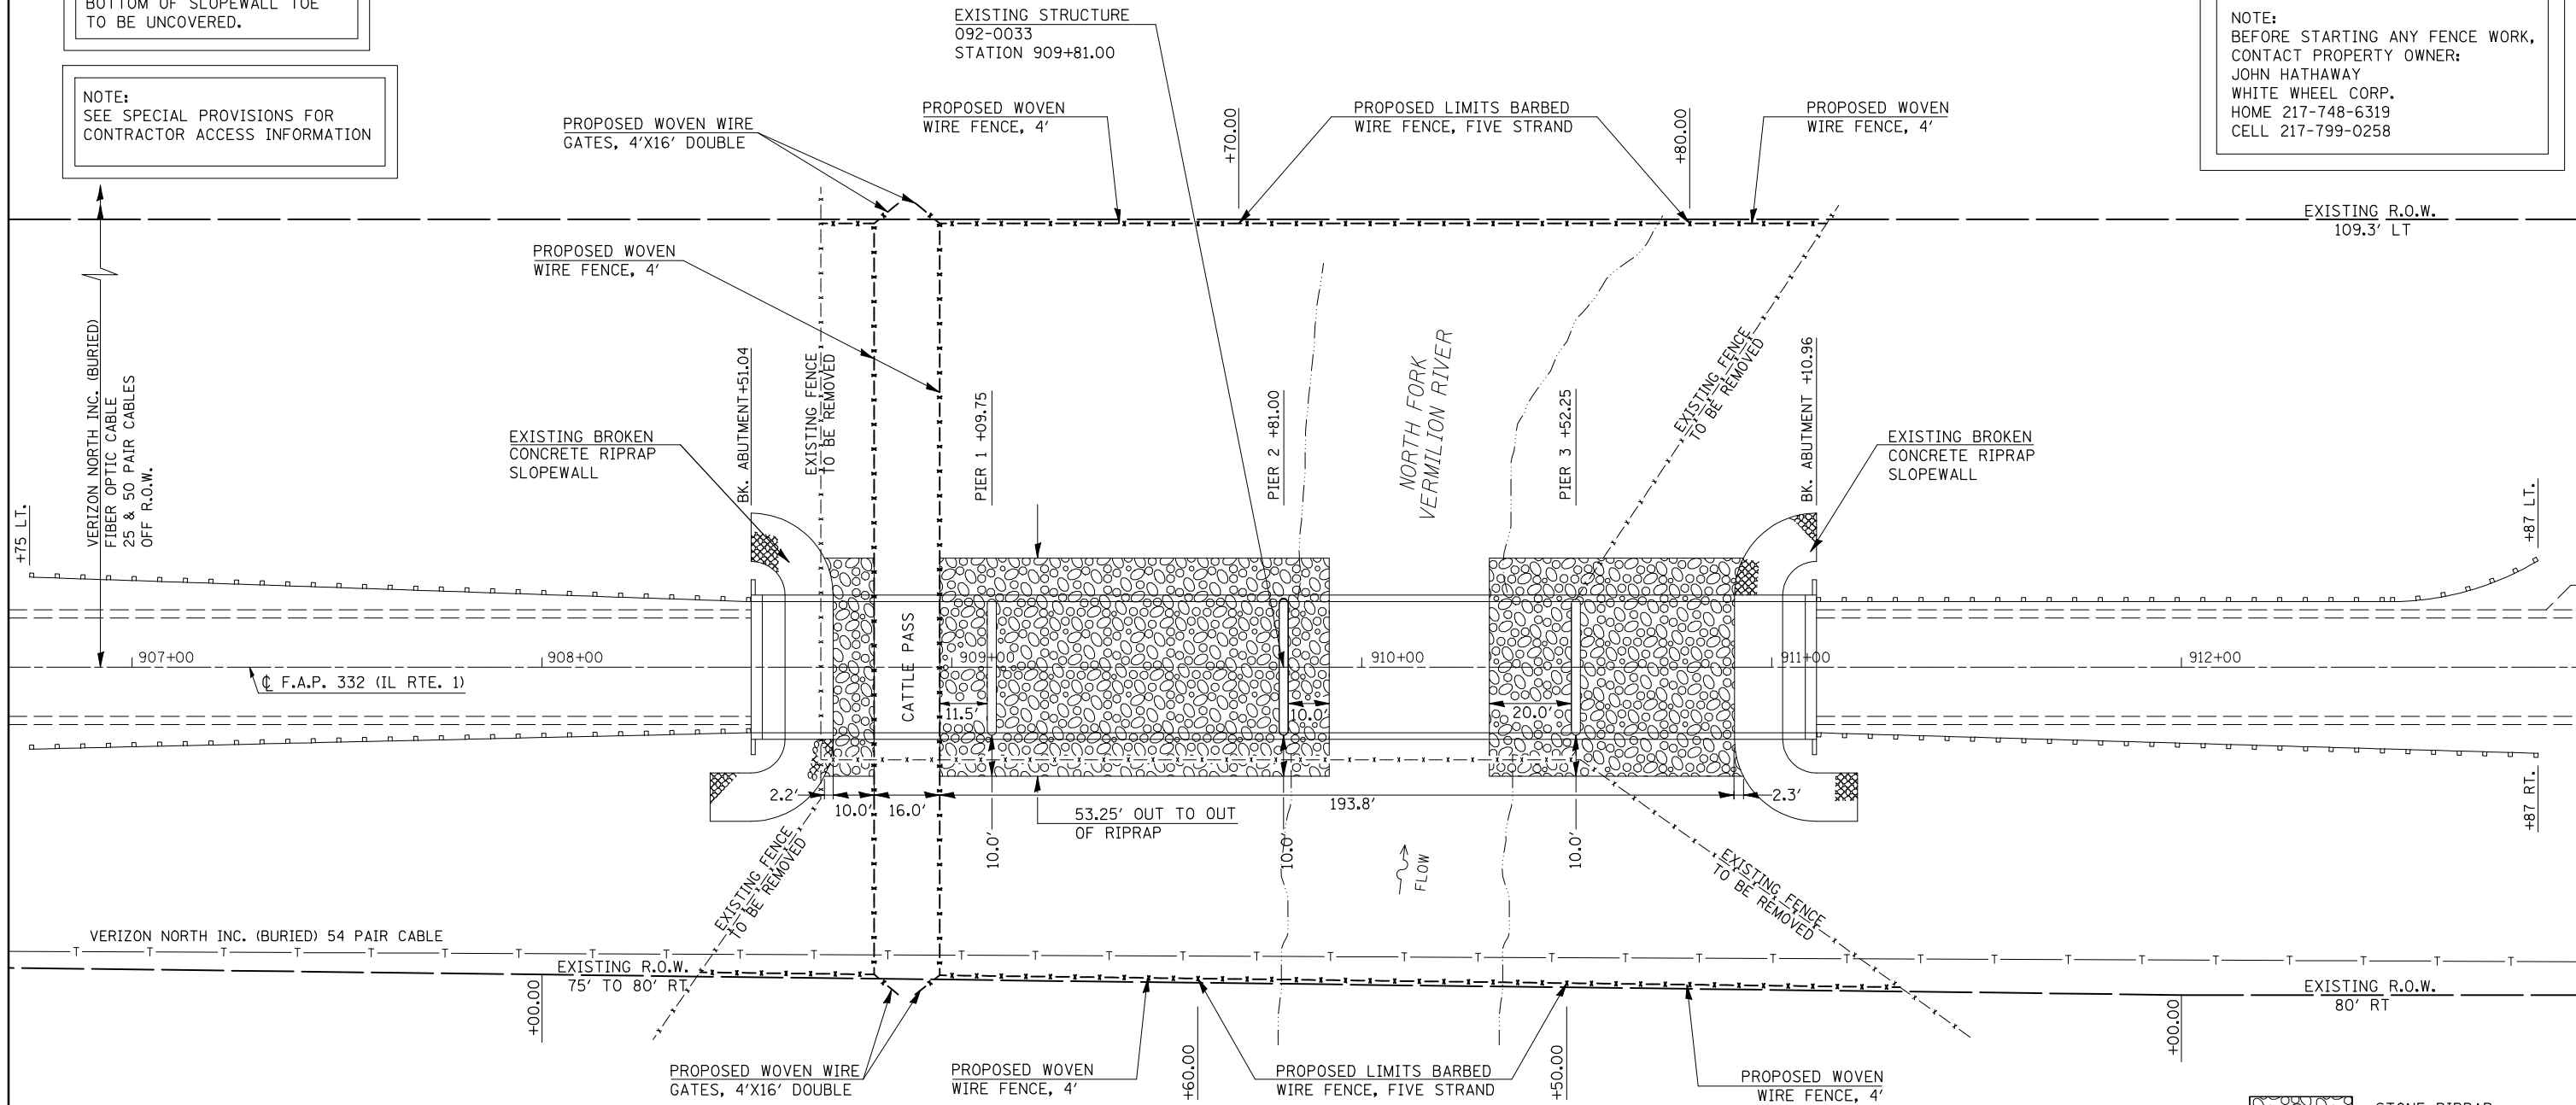 BOTTOM OF SLOPEWALL TOE
TO BE UNCOVERED.
NOTE:
SEE SPECIAL PROVISIONS FOR
CONTRACTOR ACCESS INFORMATION
EXISTING STRUCTURE
092-0033
STATION 909+81.00
NOTE:
BEFORE STARTING ANY FENCE WORK,
CONTACT PROPERTY OWNER:
JOHN HATHAWAY
WHITE WHEEL CORP.
HOME 217-748-6319
CELL 217-799-0258
PROPOSED WOVEN WIRE
GATES, 4'X16' DOUBLE
PROPOSED WOVEN
WIRE FENCE, 4'
+70.00
PROPOSED LIMITS BARBED
WIRE FENCE, FIVE STRAND
+80.00
PROPOSED WOVEN
WIRE FENCE, 4'
EXISTING R.O.W.
109.3' LT
PROPOSED WOVEN
WIRE FENCE, 4'
VERIZON NORTH INC. (BURIED)
FIBER OPTIC CABLE
25 & 50 PAIR CABLES
OFF R.O.W.
+75 LT.
EXISTING BROKEN
CONCRETE RIPRAP
SLOPEWALL
BK. ABUTMENT +51.04
EXISTING FENCE
TO BE REMOVED
PIER 1 +09.75
PIER 2 +81.00
NORTH FORK
VERMILION RIVER
PIER 3 +52.25
EXISTING FENCE
TO BE REMOVED
BK. ABUTMENT +10.96
EXISTING BROKEN
CONCRETE RIPRAP
SLOPEWALL
+87 LT.
907+00
908+00
CATTLE PASS
909+00
910+00
911+00
912+00
℄ F.A.P. 332 (IL RTE. 1)
11.5'
10.0'
20.0'
2.2'
10.0'
16.0'
193.8'
2.3'
53.25' OUT TO OUT
OF RIPRAP
10.0'
10.0'
10.0'
FLOW
+87 RT.
EXISTING FENCE
TO BE REMOVED
EXISTING FENCE
TO BE REMOVED
VERIZON NORTH INC. (BURIED) 54 PAIR CABLE
T T T T T T T T T T T T T T T T T T T T T T T T T T T T T T T T T T T
EXISTING R.O.W.
75' TO 80' RT.
EXISTING R.O.W.
80' RT
+00.00
+60.00
+50.00
+00.00
PROPOSED WOVEN WIRE
GATES, 4'X16' DOUBLE
PROPOSED WOVEN
WIRE FENCE, 4'
PROPOSED LIMITS BARBED
WIRE FENCE, FIVE STRAND
PROPOSED WOVEN
WIRE FENCE, 4'
STONE RIPRAP